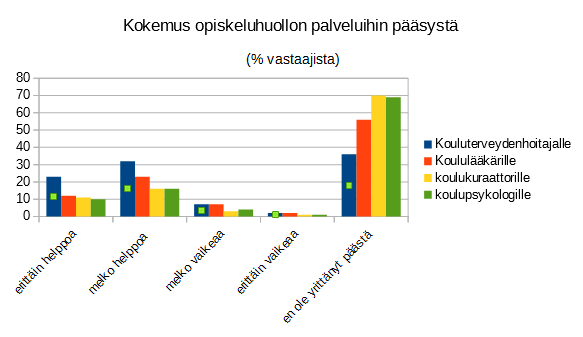 Kokemus opiskeluhuollon palveluihin pääsystä
(% vastaajista)
80
70
60
50
40
30
20
10
0
erittäin helppoa
melko helppoa
melko vaikeaa
erittäin vaikeaa
en ole yrittänyt päästä
Kouluterveydenhoitajalle
Koululääkärille
koulukuraattorille
koulupsykologille